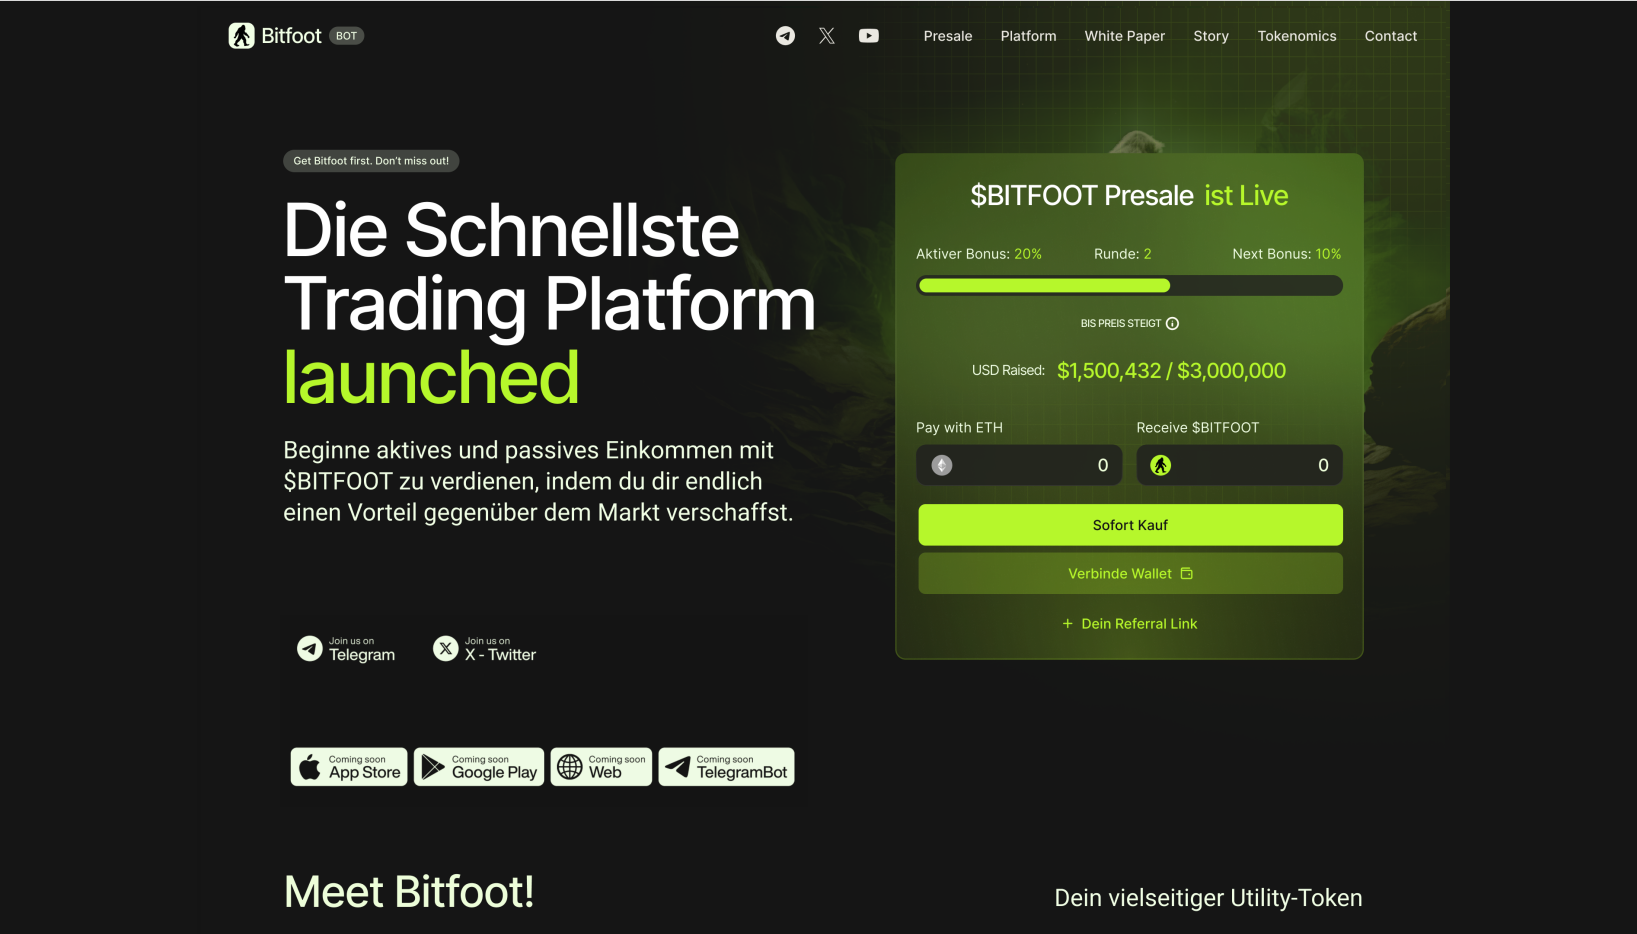 Bitfoot BOT
Presale Platform White Paper Story Tokenomics Contact
Get Bitfoot first. Don't miss out!
Die Schnellste
Trading Platform
launched
Beginne aktives und passives Einkommen mit
$BITFOOT zu verdienen, indem du dir endlich
einen Vorteil gegenüber dem Markt verschaffst.
Join us on
Telegram
Join us on
X - Twitter
Coming soon
App Store
Coming soon
Google Play
Coming soon
Web
Coming soon
TelegramBot
$BITFOOT Presale ist Live
Aktiver Bonus: 20% Runde: 2 Next Bonus: 10%
BIS PREIS STEIGT
USD Raised: $1,500,432 / $3,000,000
Pay with ETH Receive $BITFOOT
0 0
Sofort Kauf
Verbinde Wallet
+ Dein Referral Link
Meet Bitfoot!
Dein vielseitiger Utility-Token